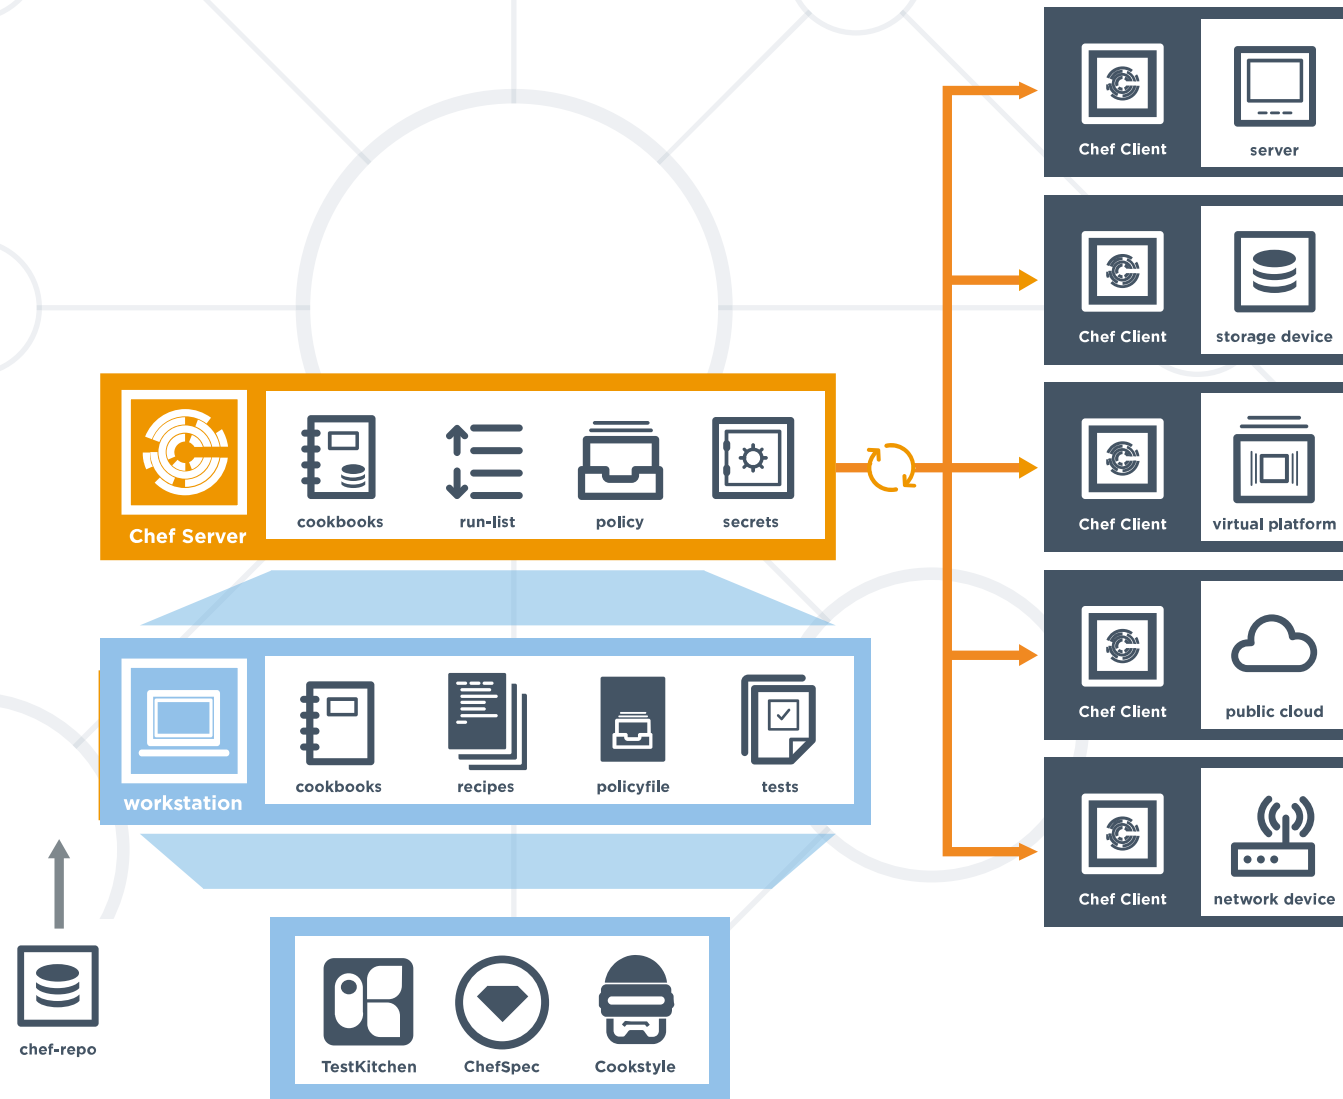 Chef Client
server
Chef Client
storage device
Chef Server
cookbooks
run-list
policy
secrets
Chef Client
virtual platform
workstation
cookbooks
recipes
policyfile
tests
Chef Client
public cloud
Chef Client
network device
chef-repo
TestKitchen
ChefSpec
Cookstyle